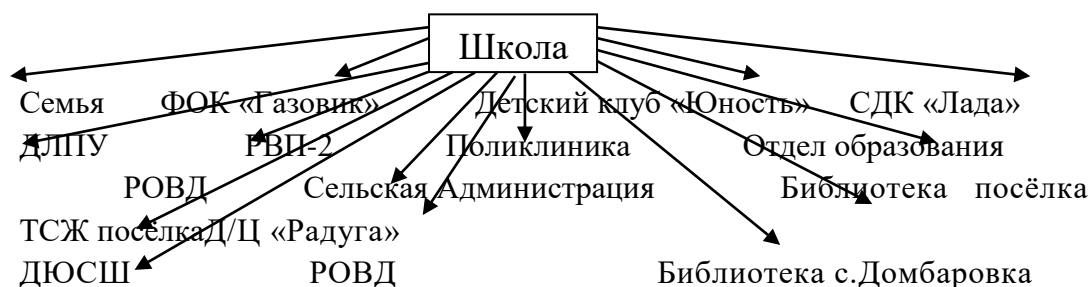 Школа
Семья ФОК «Газовик» Детский клуб «Юность» СДК «Лада»
ДЛПУ РВП-2 Поликлиника Отдел образования
РОВД Сельская Администрация Библиотека посёлка
ТСЖ посёлкаД/Ц «Радуга»
ДЮСШ РОВД Библиотека с.Домбаровка